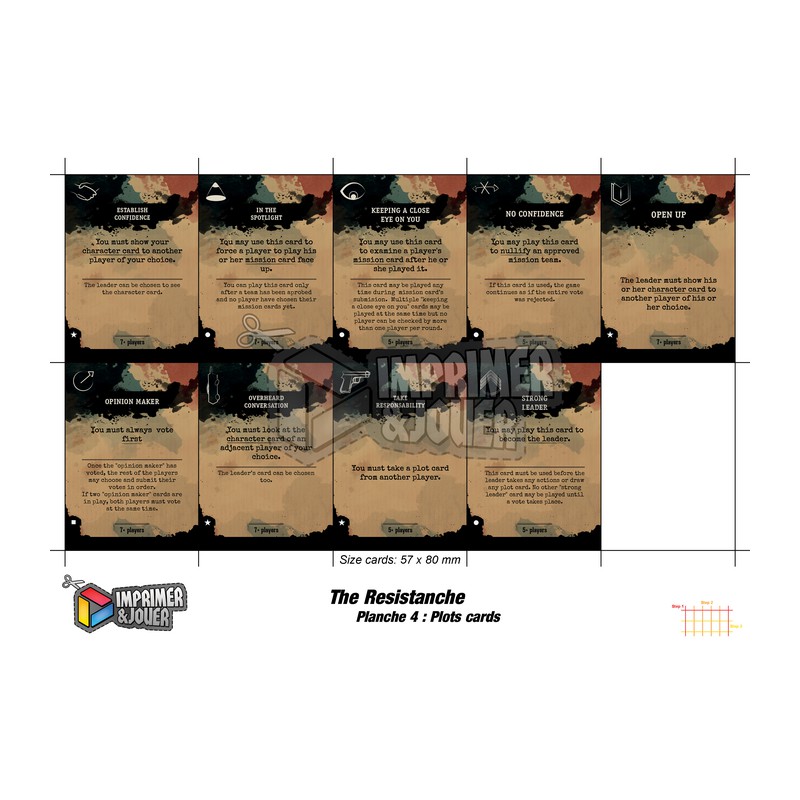 ESTABLISH
CONFIDENCE
You must show your
character card to another
player of your choice.
The leader can be chosen to see
the character card.
7+ players
IN THE
SPOTLIGHT
You may use this card to
force a player to play his
or her mission card face
up.
You can play this card only
after a team has been aprobed
and no player have chosen their
mission cards yet.
7+ players
KEEPING A CLOSE
EYE ON YOU
You may use this card
to examine a player's
mission card after he or
she played it.
This card may be played any
time during mission card's
submision. Multiple 'keeping
a close eye on you' cards may be
played at the same time but no
player can be checked by more
than one player per round.
5+ players
NO CONFIDENCE
You may play this card
to nullify an approved
mission team.
If this card is used, the game
continues as if the entire vote
was rejected.
5+ players
OPEN UP
The leader must show his
or her character card to
another player of his or
her choice.
7+ players
OPINION MAKER
You must always vote
first
Once the 'opinion maker' has
voted, the rest of the players
may choose and submit their
votes in order.
If two 'opinion maker' cards are
in play, both players must vote
at the same time.
7+ players
OVERHEARD
CONVERSATION
You must look at the
character card of an
adjacent player of your
choice.
The leader's card can be chosen
too.
7+ players
TAKE
RESPONSABILITY
You must take a plot card
from another player.
5+ players
STRONG
LEADER
You may play this card to
become the leader.
This card must be used before the
leader takes any actions or draw
any plot card. No other 'strong
leader' card may be played until
a vote takes place.
5+ players
IMPRIMER
&JOUER
Size cards: 57 x 80 mm
IMPRIMER
&JOUER
The Resistanche
Planche 4 : Plots cards
Step 1
Step 2
Step 3